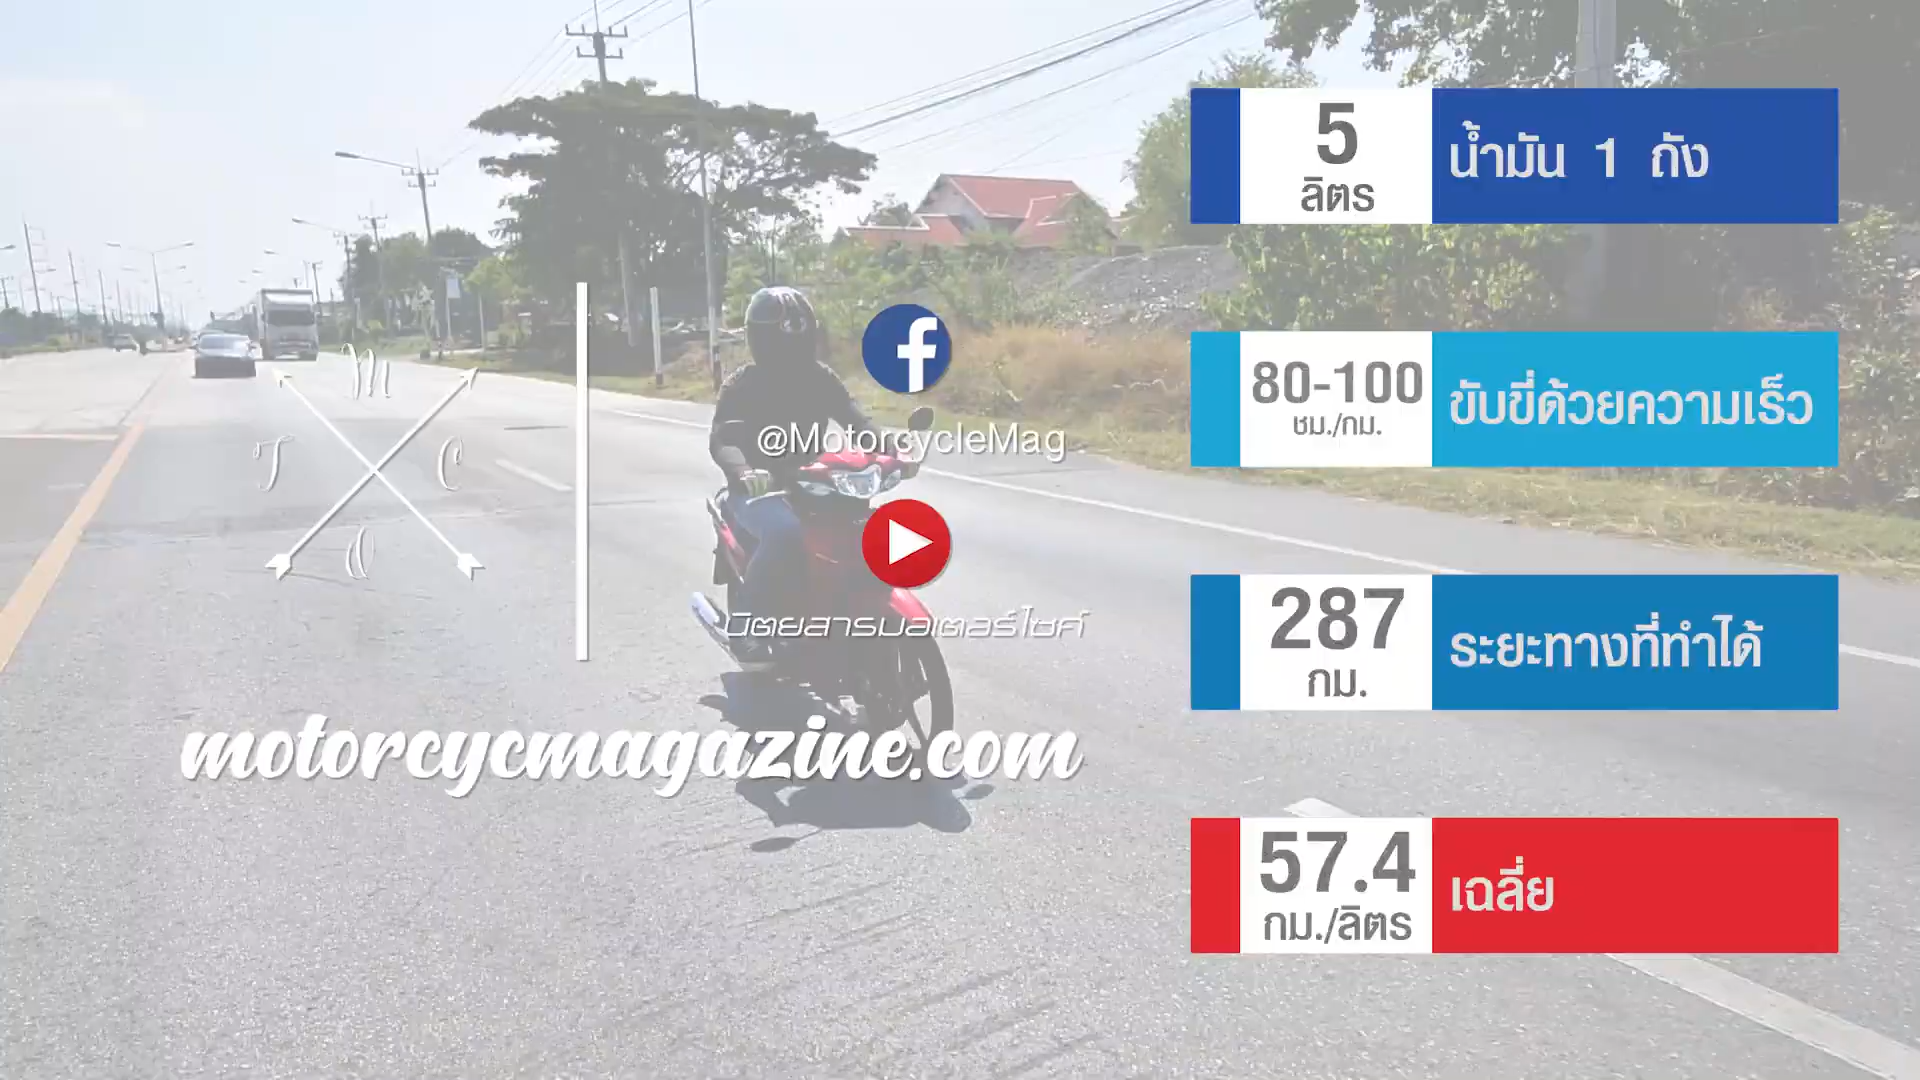 M
T
C
@MotorcycleMag
นิตยสารมอเตอร์ไซค์
motorcycmagazine.com
5
ลิตร
น้ำมัน 1 ถัง
80-100
ชม./กม.
ขับขี่ด้วยความเร็ว
287
กม.
ระยะทางที่ทำได้
57.4
กม./ลิตร
เฉลี่ย